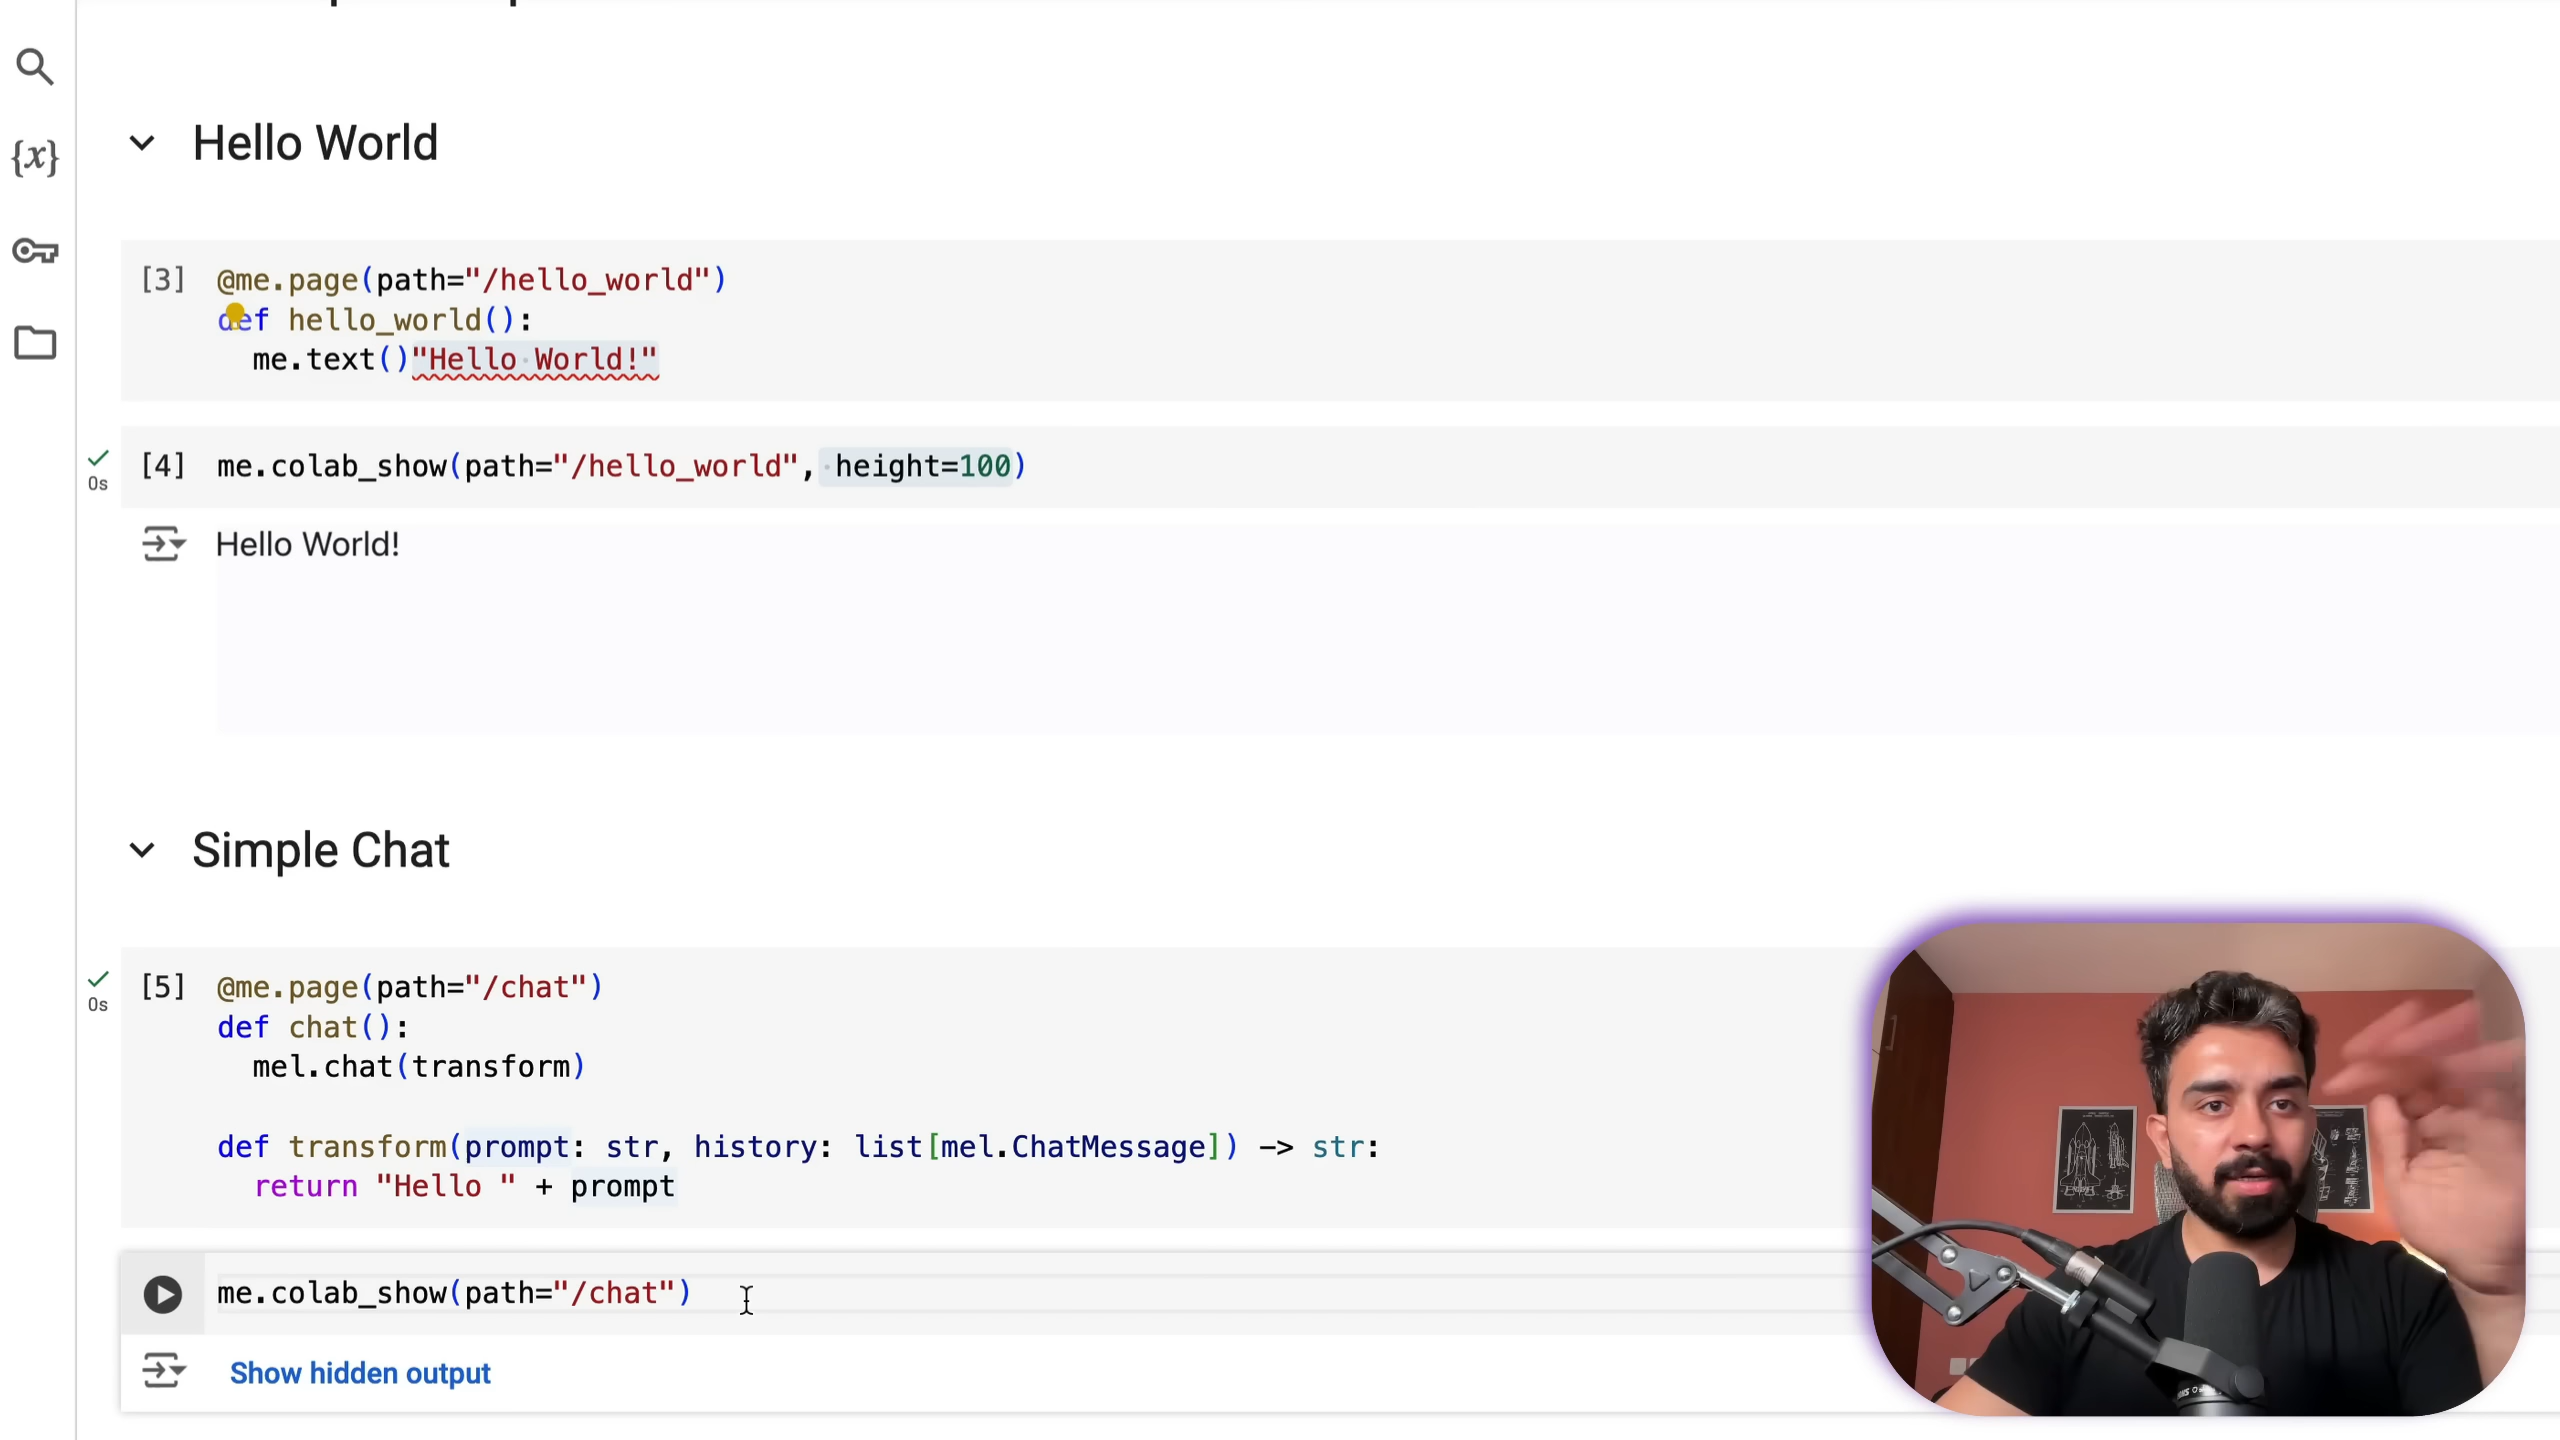 {x}
Hello World
[3] @me.page(path="/hello_world")
def hello_world():
me.text()"Hello World!"
0s
[4] me.colab_show(path="/hello_world", height=100)
Hello World!
Simple Chat
0s
[5] @me.page(path="/chat")
def chat():
mel.chat(transform)
def transform(prompt: str, history: list[mel.ChatMessage]) -> str:
return "Hello " + prompt
me.colab_show(path="/chat")
Show hidden output